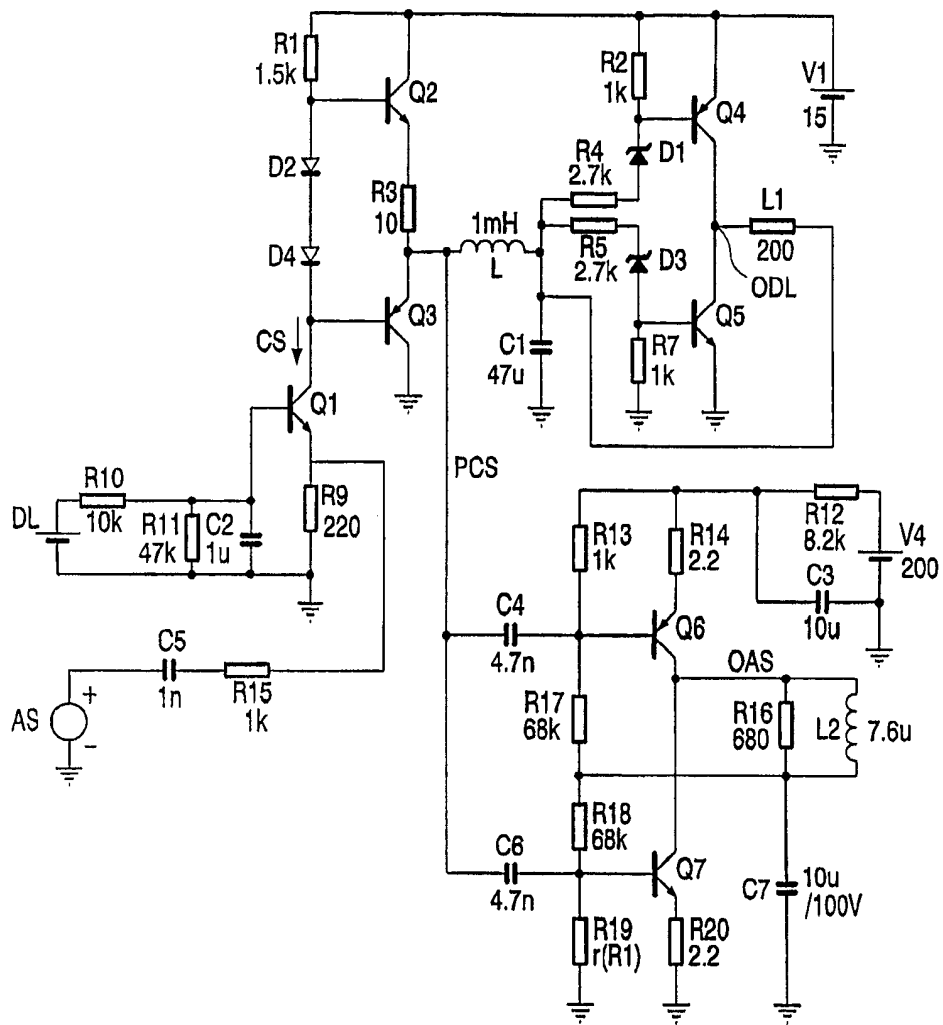 R1
1.5k
Q2
D2
R3
10
D4
CS
Q3
Q1
R2
1k
Q4
V1
15
D1
R4
2.7k
L1
200
1mH
L
R5
2.7k
D3
ODL
Q5
C1
47u
R7
1k
PCS
R10
10k
DL
R11
47k
C2
1u
R9
220
C5
1n
R15
1k
AS
+
–
R13
1k
R14
2.2
R12
8.2k
V4
200
C3
10u
C4
4.7n
Q6
OAS
R17
68k
R16
680
L2
7.6u
R18
68k
C6
4.7n
Q7
C7
10u
/100V
R19
r(R1)
R20
2.2